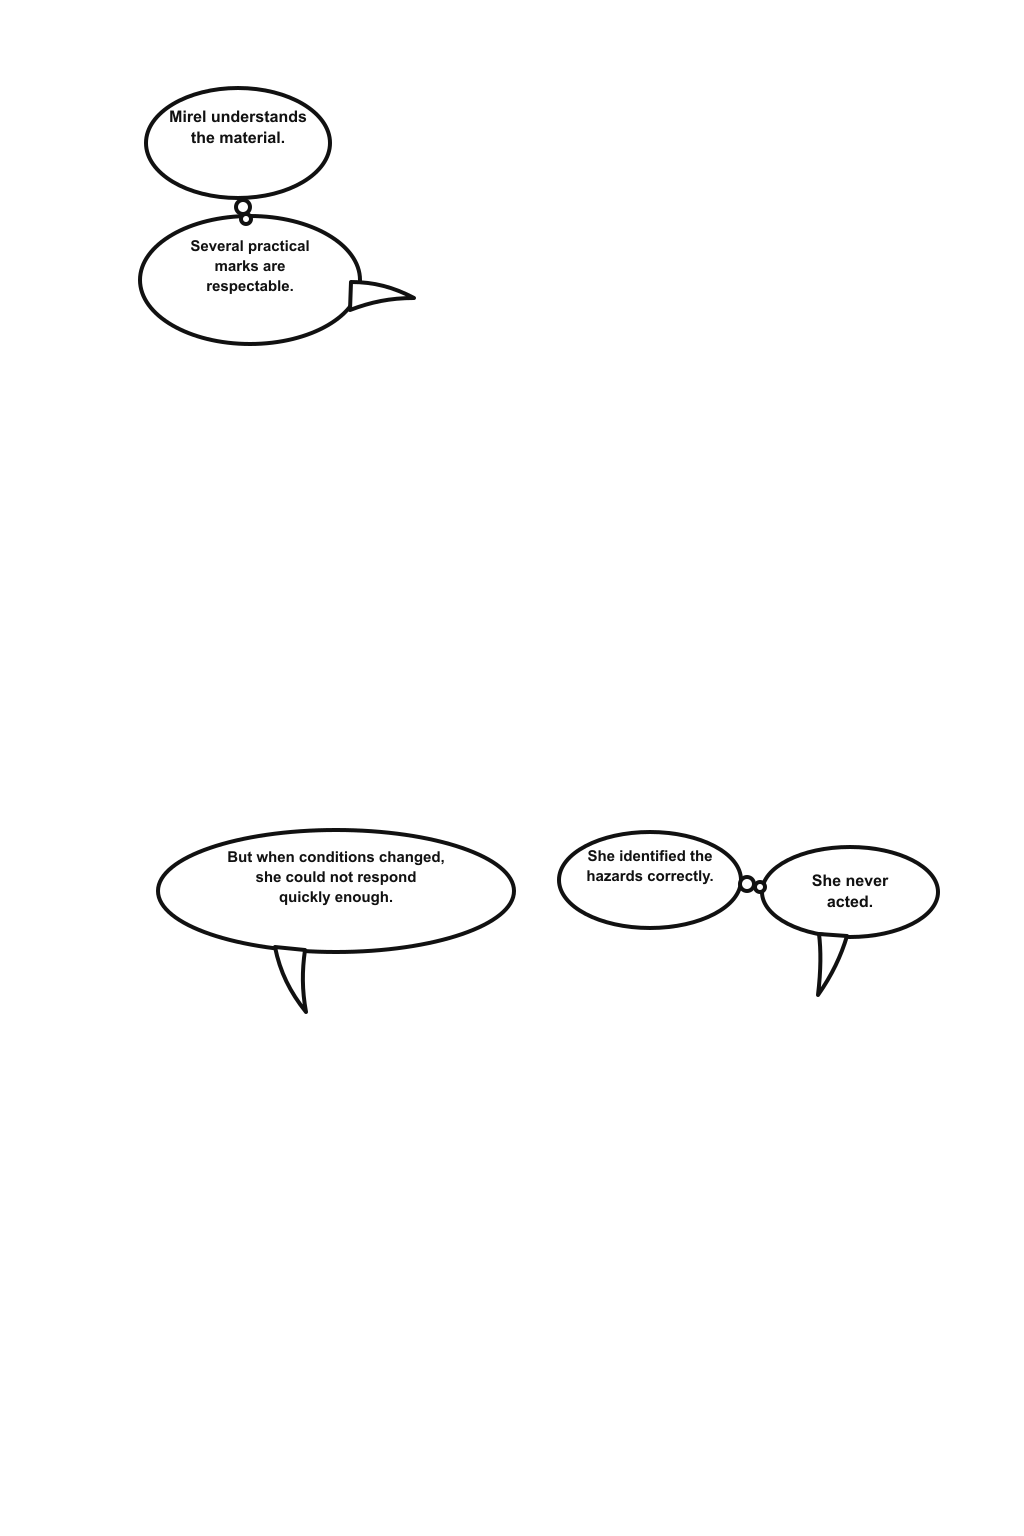 Mirel understands
the material.
Several practical
marks are
respectable.
But when conditions changed,
she could not respond
quickly enough.
She identified the
hazards correctly.
She never
acted.